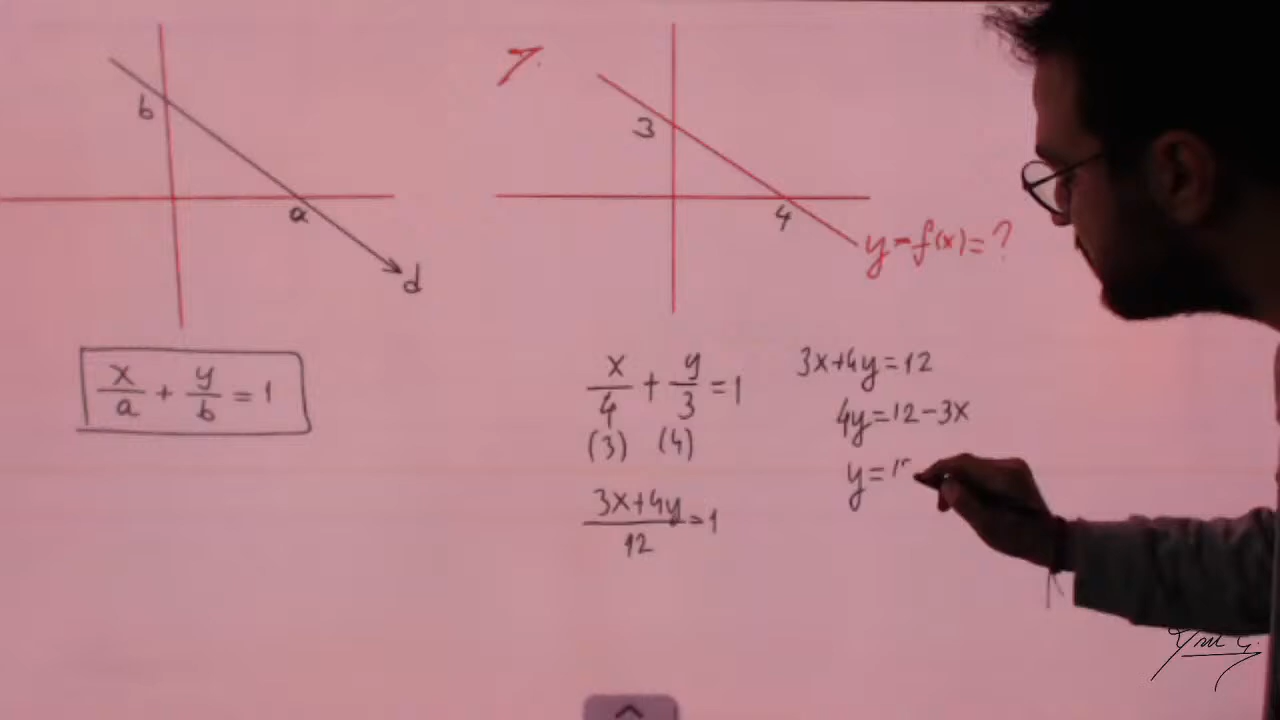 b
a
d
7.
3
4
y=f(x)=?
x/a + y/b = 1
x/4 + y/3 = 1
(3) (4)
3x+4y/12 = 1
3x+4y=12
4y=12-3x
y=1